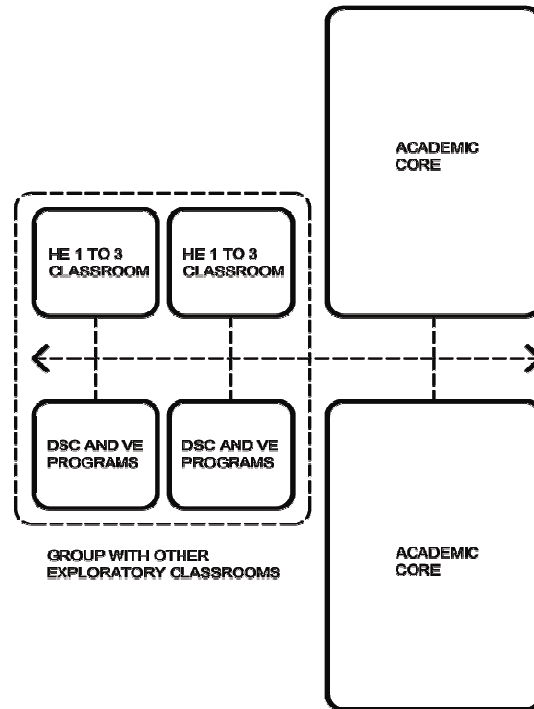 ACADEMIC
CORE
HE 1 TO 3
CLASSROOM
HE 1 TO 3
CLASSROOM
DSC AND VE
PROGRAMS
DSC AND VE
PROGRAMS
GROUP WITH OTHER
EXPLORATORY CLASSROOMS
ACADEMIC
CORE